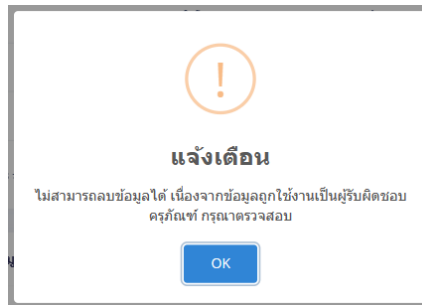 !
แจ้งเตือน
ไม่สามารถลบข้อมูลได้ เนื่องจากข้อมูลถูกใช้งานเป็นผู้รับผิดชอบ
ครุภัณฑ์ กรุณาตรวจสอบ
OK